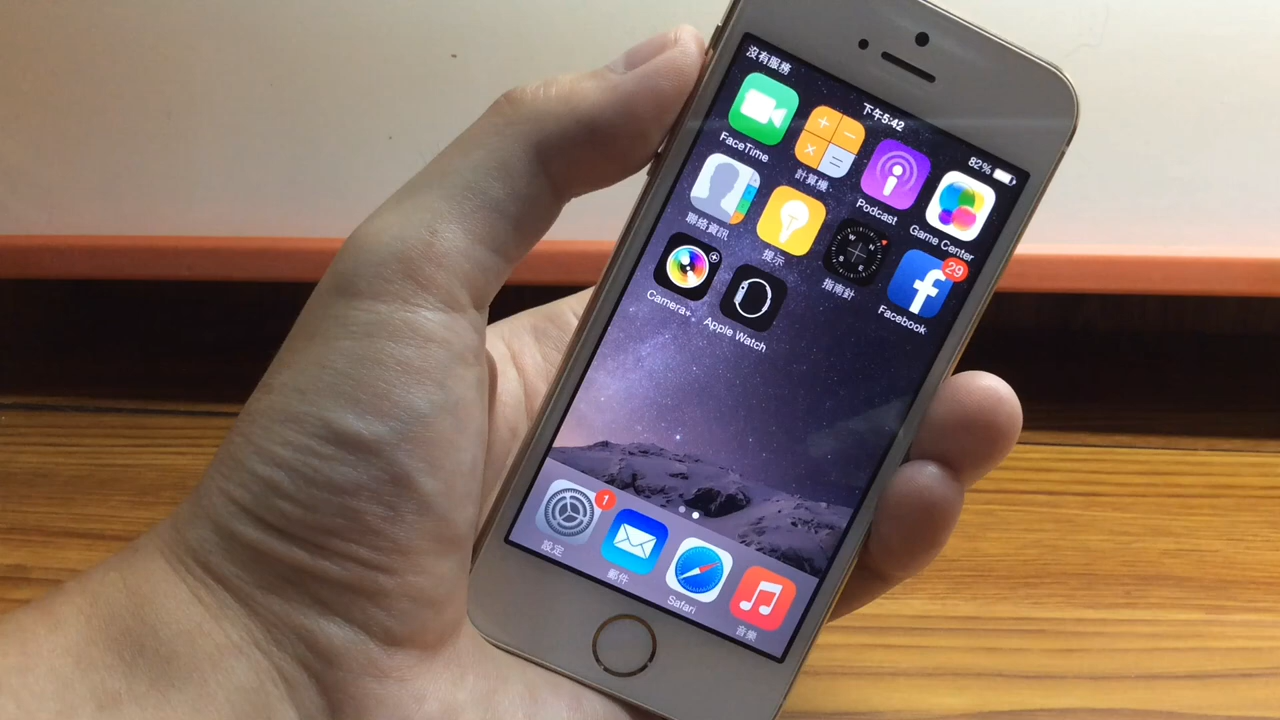 沒有服務
下午5:42
82%
FaceTime
計算機
Podcast
Game Center
聯絡資訊
提示
指南針
29
Facebook
Camera+
Apple Watch
1
設定
郵件
Safari
音樂